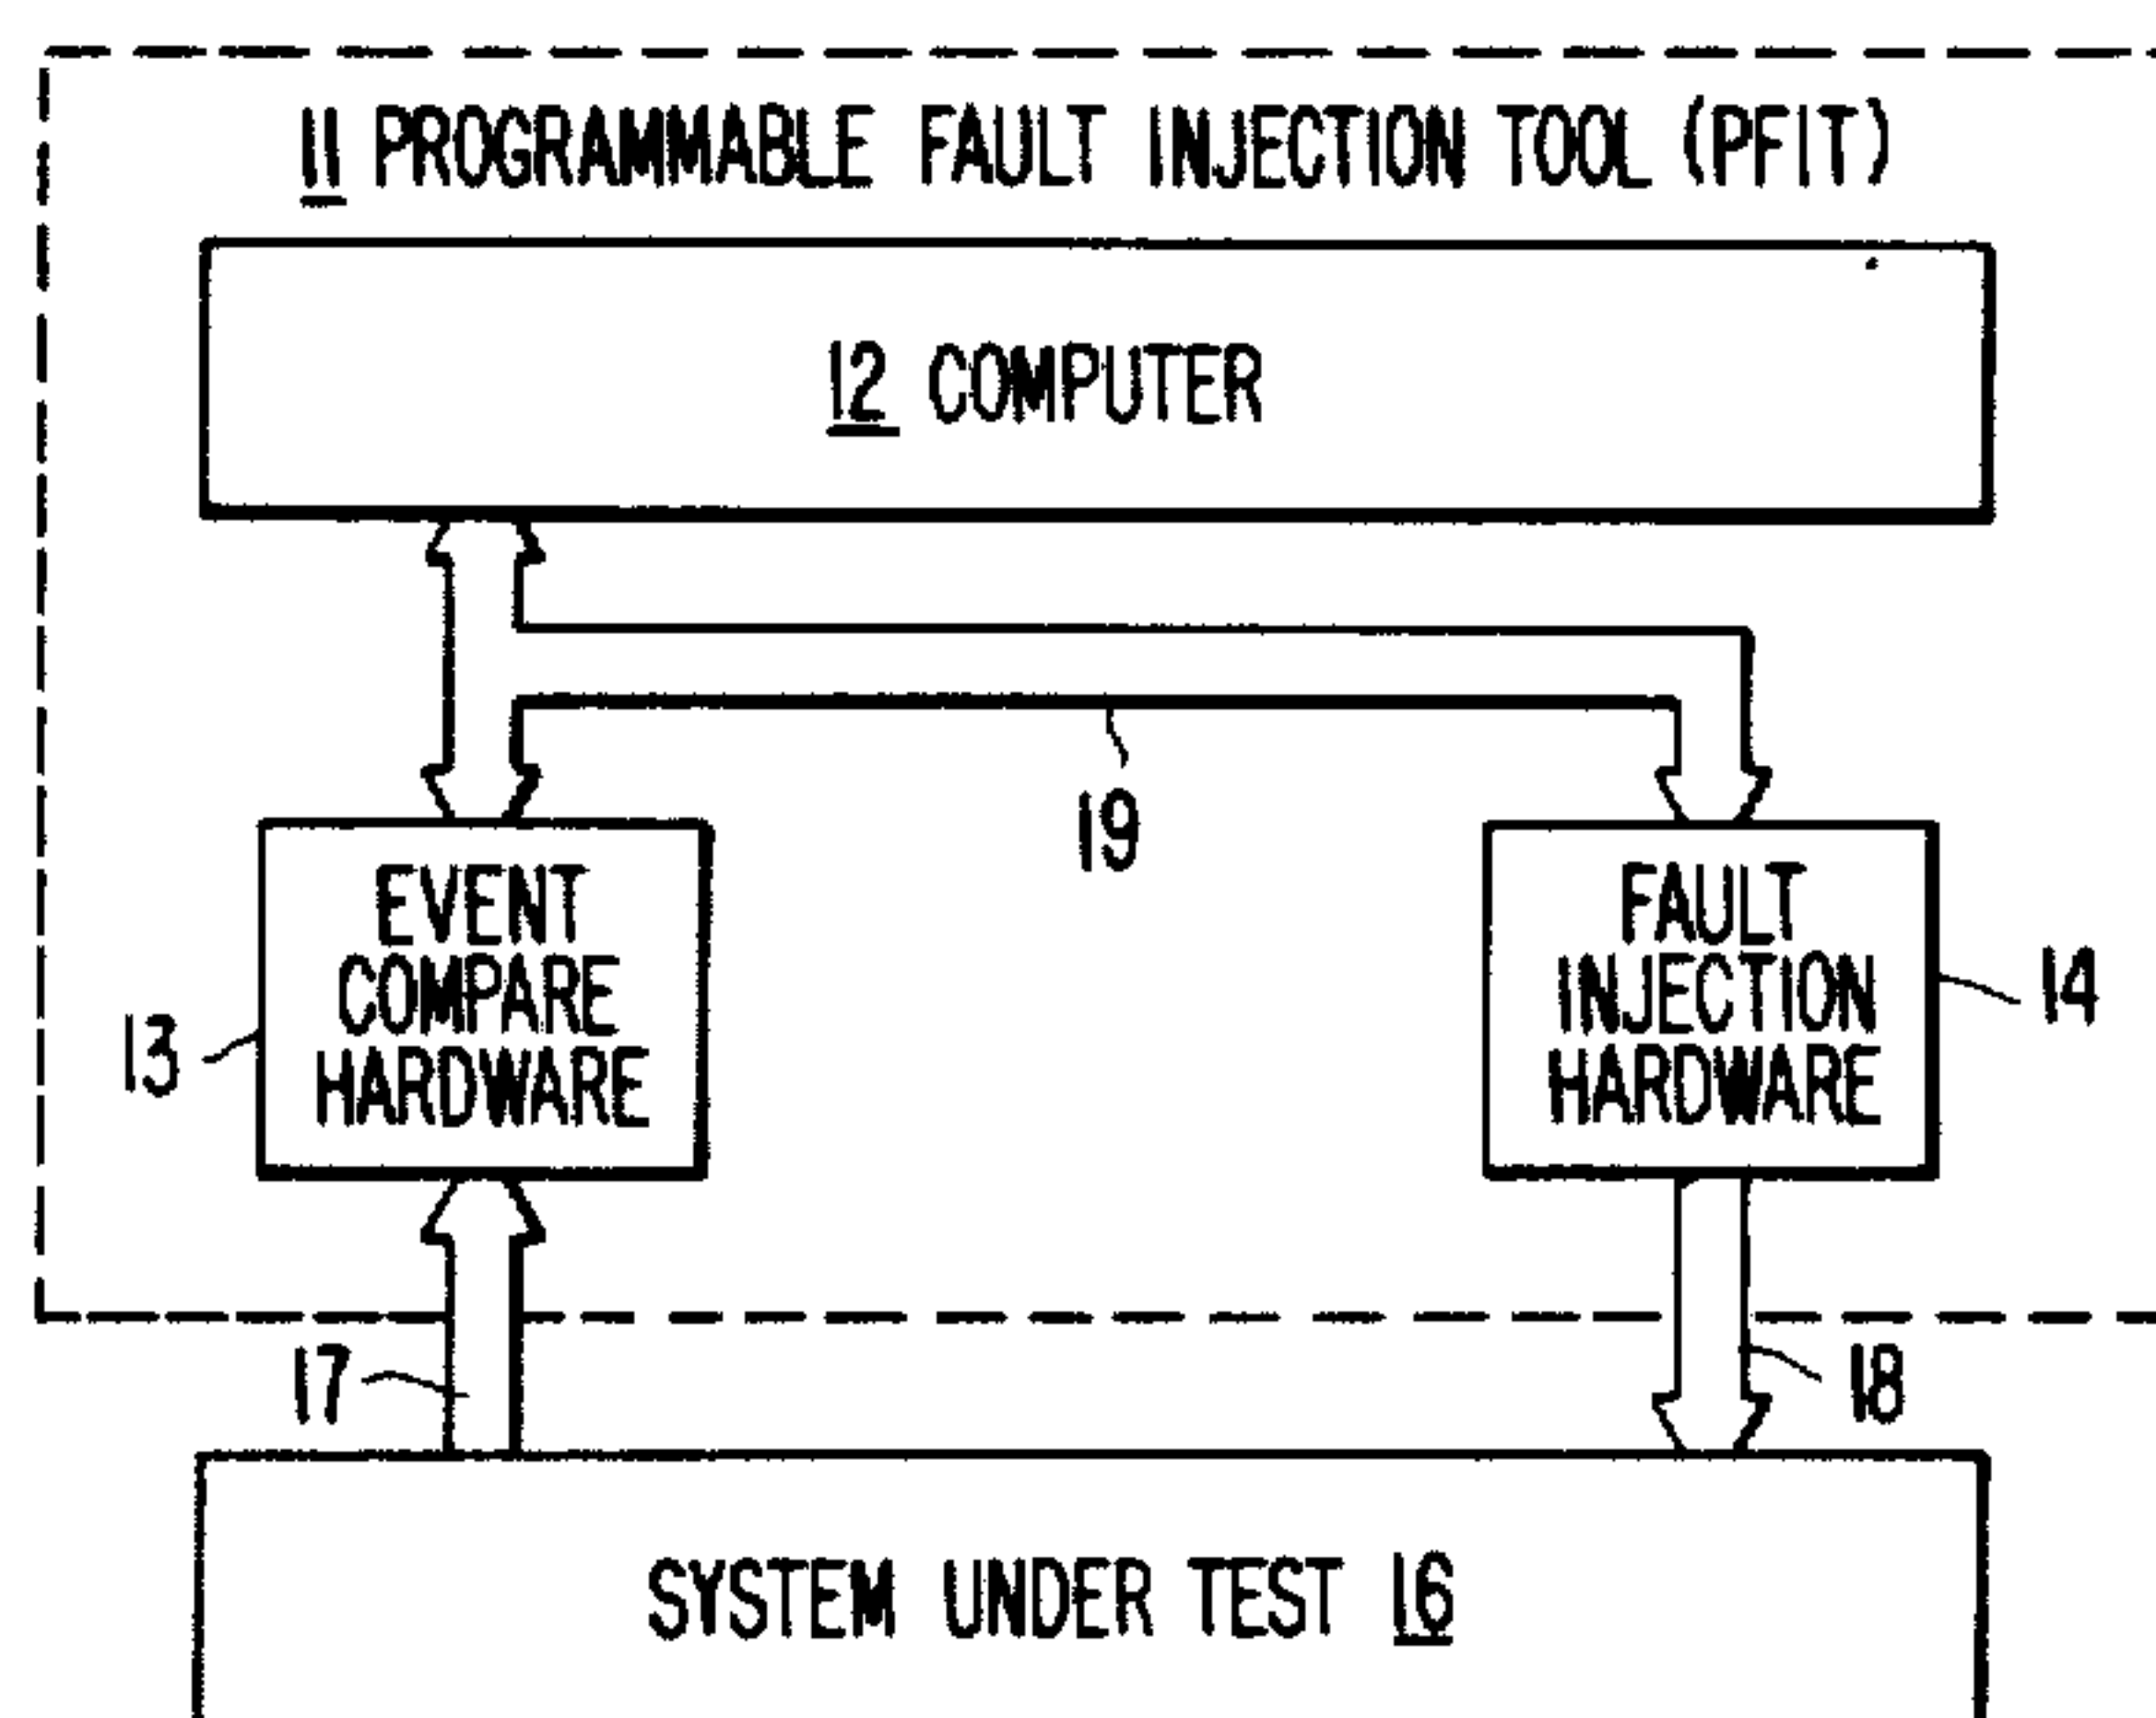 11 PROGRAMMABLE FAULT INJECTION TOOL (PFIT)
12 COMPUTER
19
EVENT
COMPARE
HARDWARE
13
FAULT
INJECTION
HARDWARE
14
17
18
SYSTEM UNDER TEST 16